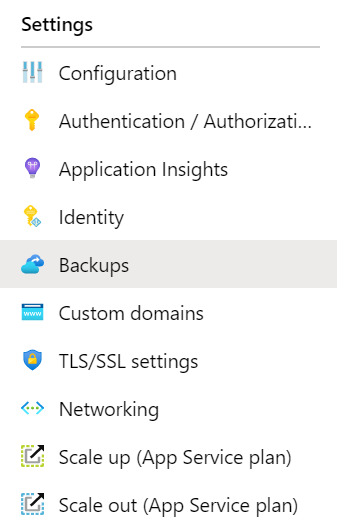 Settings
Configuration
Authentication / Authorizati...
Application Insights
Identity
Backups
www
Custom domains
TLS/SSL settings
Networking
Scale up (App Service plan)
Scale out (App Service plan)